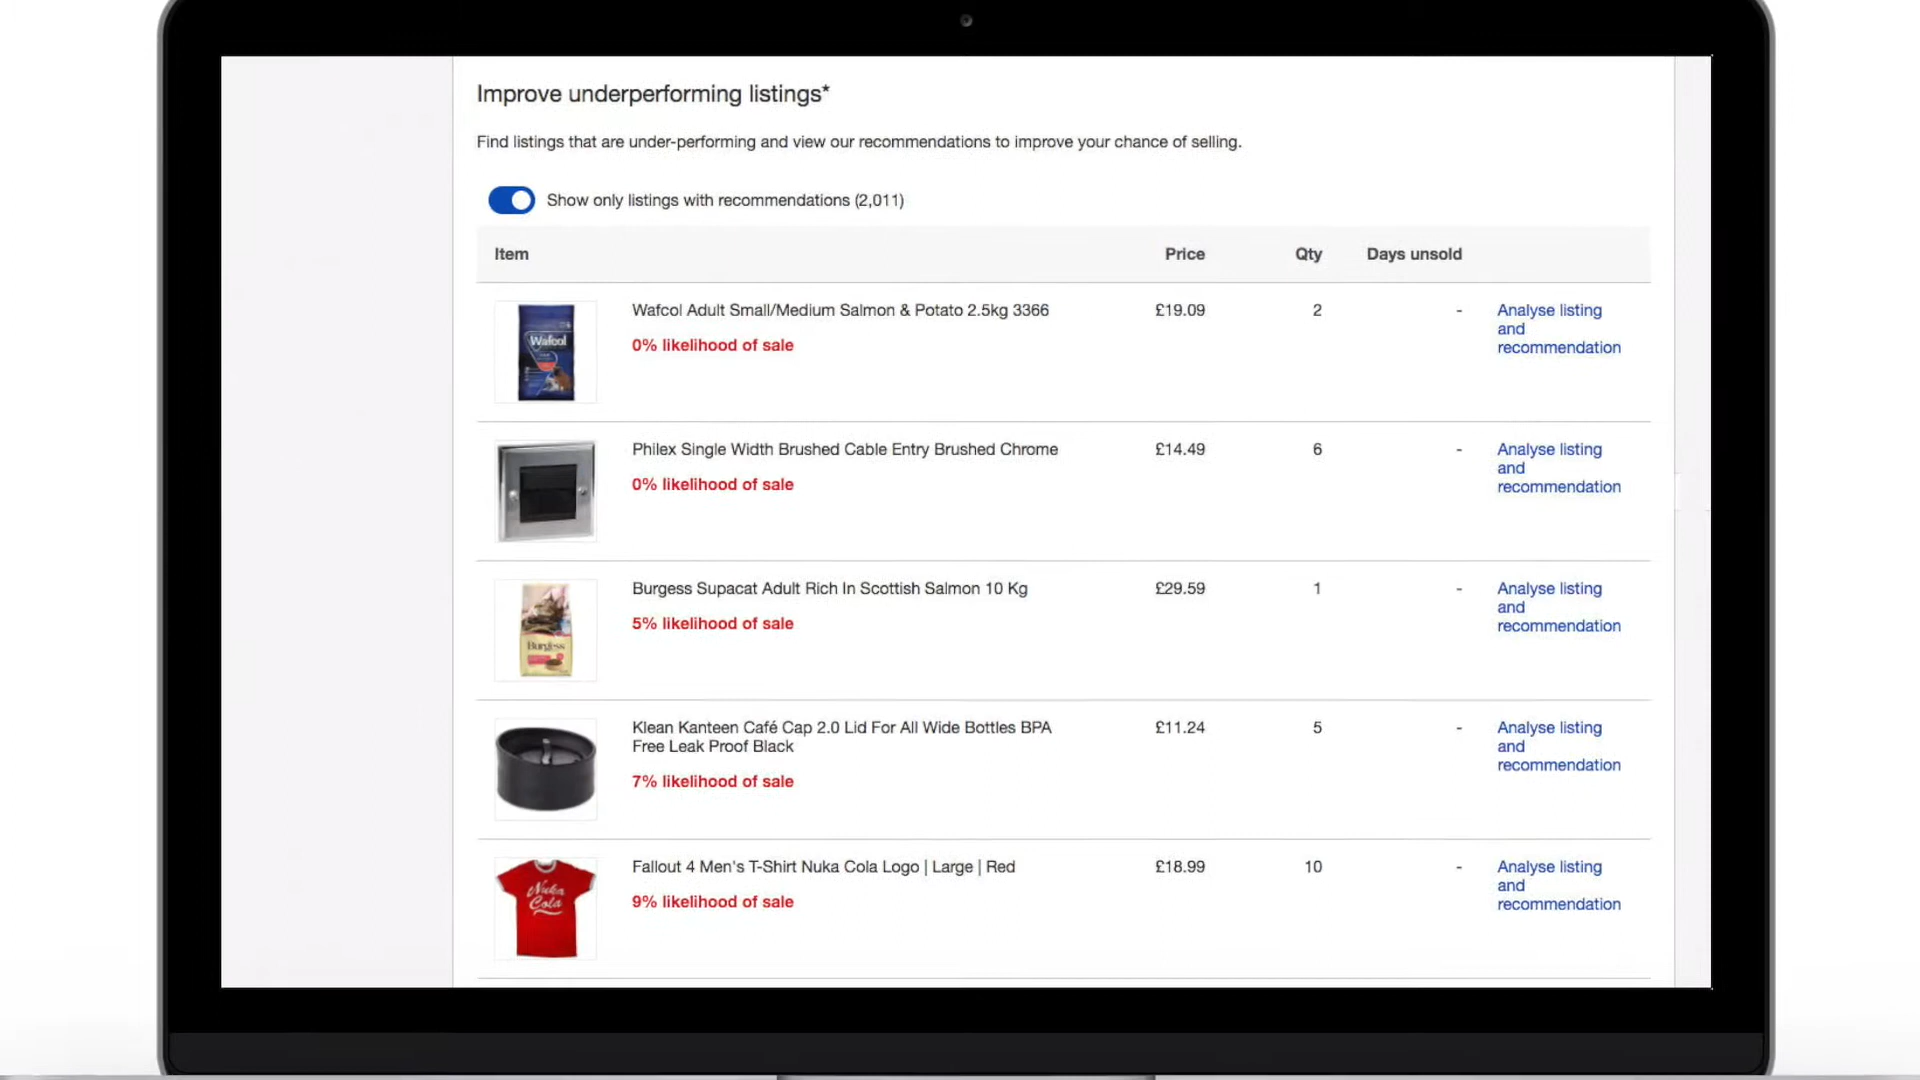 Improve underperforming listings*
Find listings that are under-performing and view our recommendations to improve your chance of selling.
Show only listings with recommendations (2,011)
Item Price Qty Days unsold
Wafcol Adult Small/Medium Salmon & Potato 2.5kg 3366 £19.09 2 - Analyse listing
and
recommendation
0% likelihood of sale
Wafcol
Philex Single Width Brushed Cable Entry Brushed Chrome £14.49 6 - Analyse listing
and
recommendation
0% likelihood of sale
Burgess Supacat Adult Rich In Scottish Salmon 10 Kg £29.59 1 - Analyse listing
and
recommendation
5% likelihood of sale
Burgess
Klean Kanteen Café Cap 2.0 Lid For All Wide Bottles BPA £11.24 5 - Analyse listing
Free Leak Proof Black and
recommendation
7% likelihood of sale
Fallout 4 Men's T-Shirt Nuka Cola Logo | Large | Red £18.99 10 - Analyse listing
and
recommendation
9% likelihood of sale
Nuka
Cola